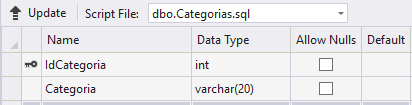 Update Script File: dbo.Categorias.sql
Name Data Type Allow Nulls Default
IdCategoria int
Categoria varchar(20)